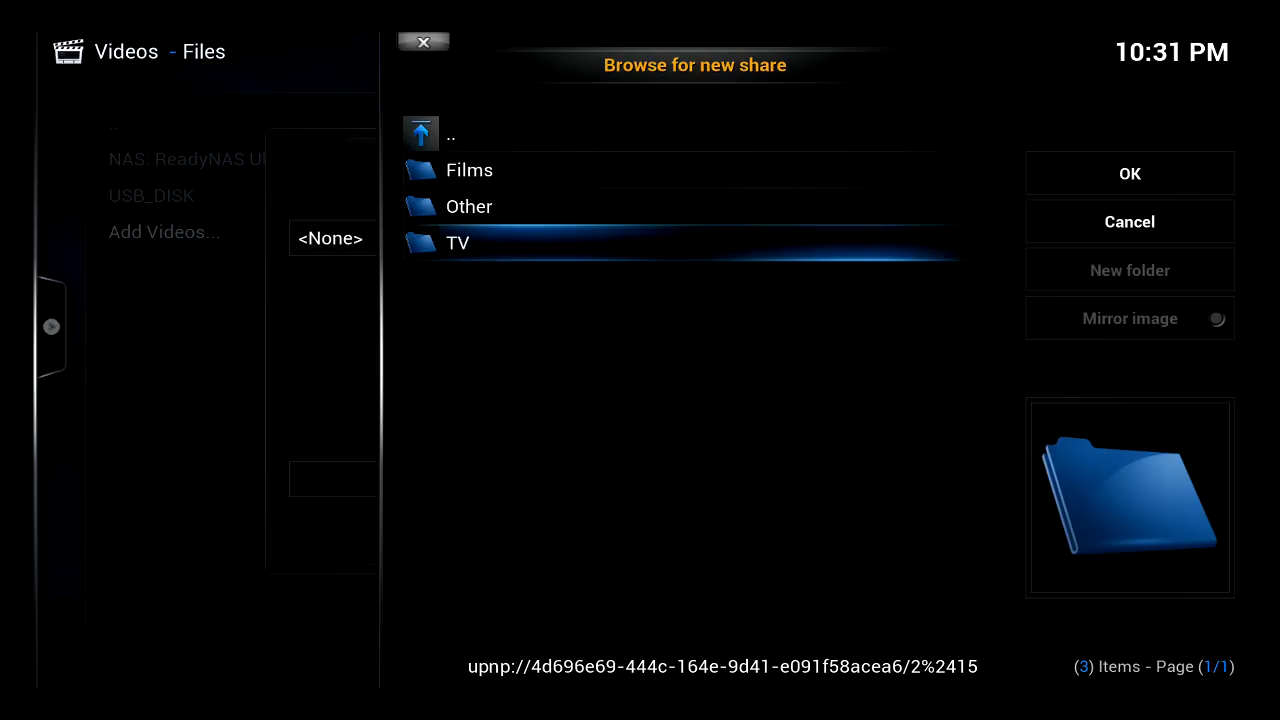 Videos - Files
x
Browse for new share
10:31 PM
..
NAS: ReadyNAS
USB_DISK
Add Videos...
<None>
..
Films
Other
TV
OK
Cancel
New folder
Mirror image
upnp://4d696e69-444c-164e-9d41-e091f58acea6/2%2415
(3) Items - Page (1/1)